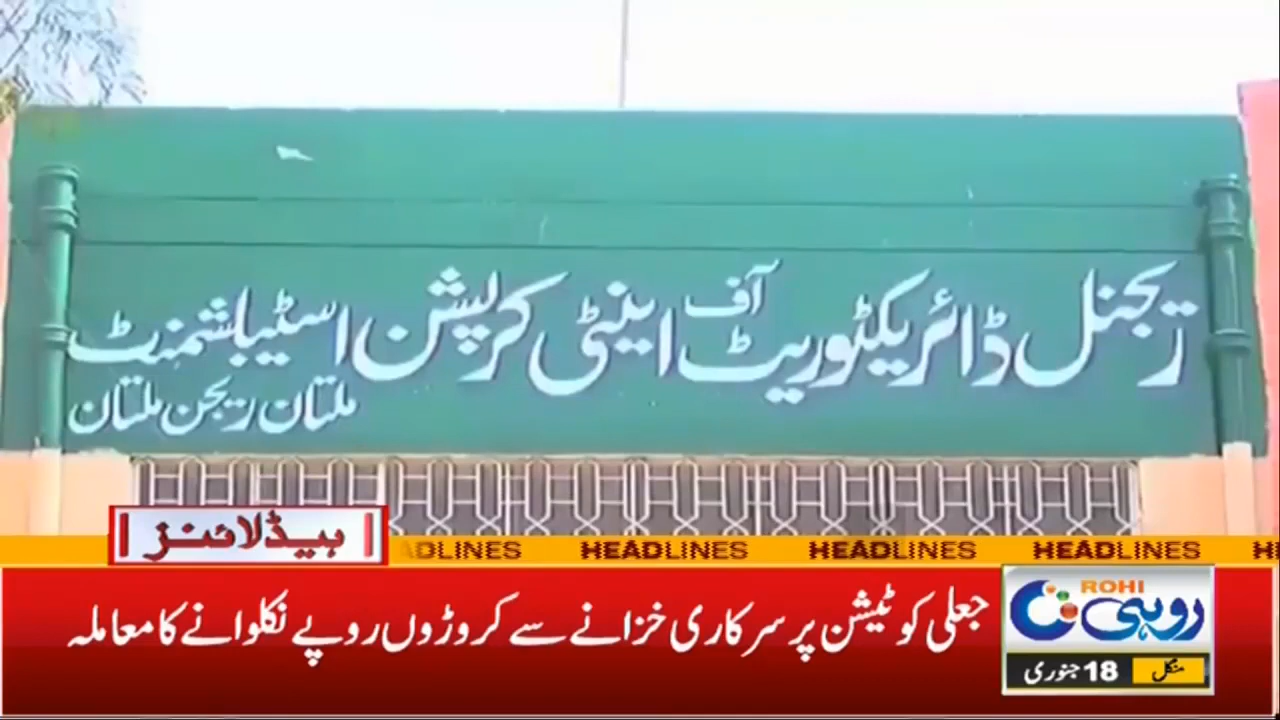 ریجنل ڈائریکٹوریٹ آف اینٹی کرپشن اسٹیبلشمنٹ
ملتان ریجن ملتان
ہیڈلائنز
ADLINES HEADLINES HEADLINES HEADLINES H
جعلی کوٹیشن پر سرکاری خزانے سے کروڑوں روپے نکلوانے کا معاملہ
ROHI
روہی
منگل 18 جنوری